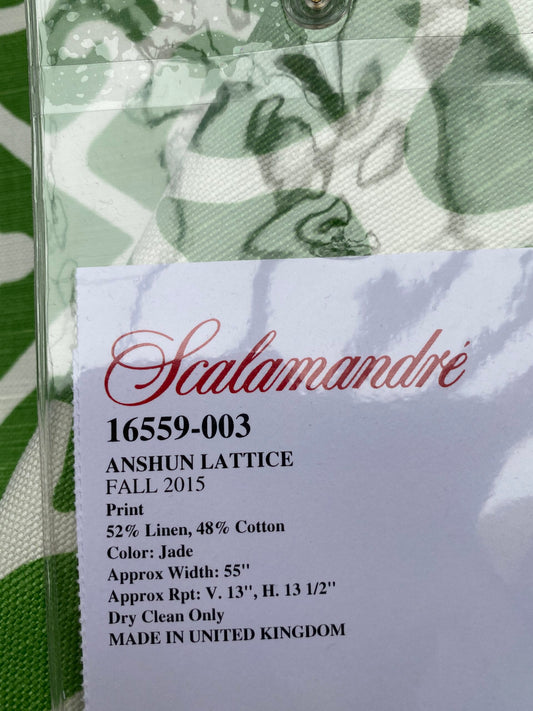 Scalamandré
16559-003
ANSHUN LATTICE
FALL 2015
Print
52% Linen, 48% Cotton
Color: Jade
Approx Width: 55"
Approx Rpt: V. 13", H. 13 1/2"
Dry Clean Only
MADE IN UNITED KINGDOM